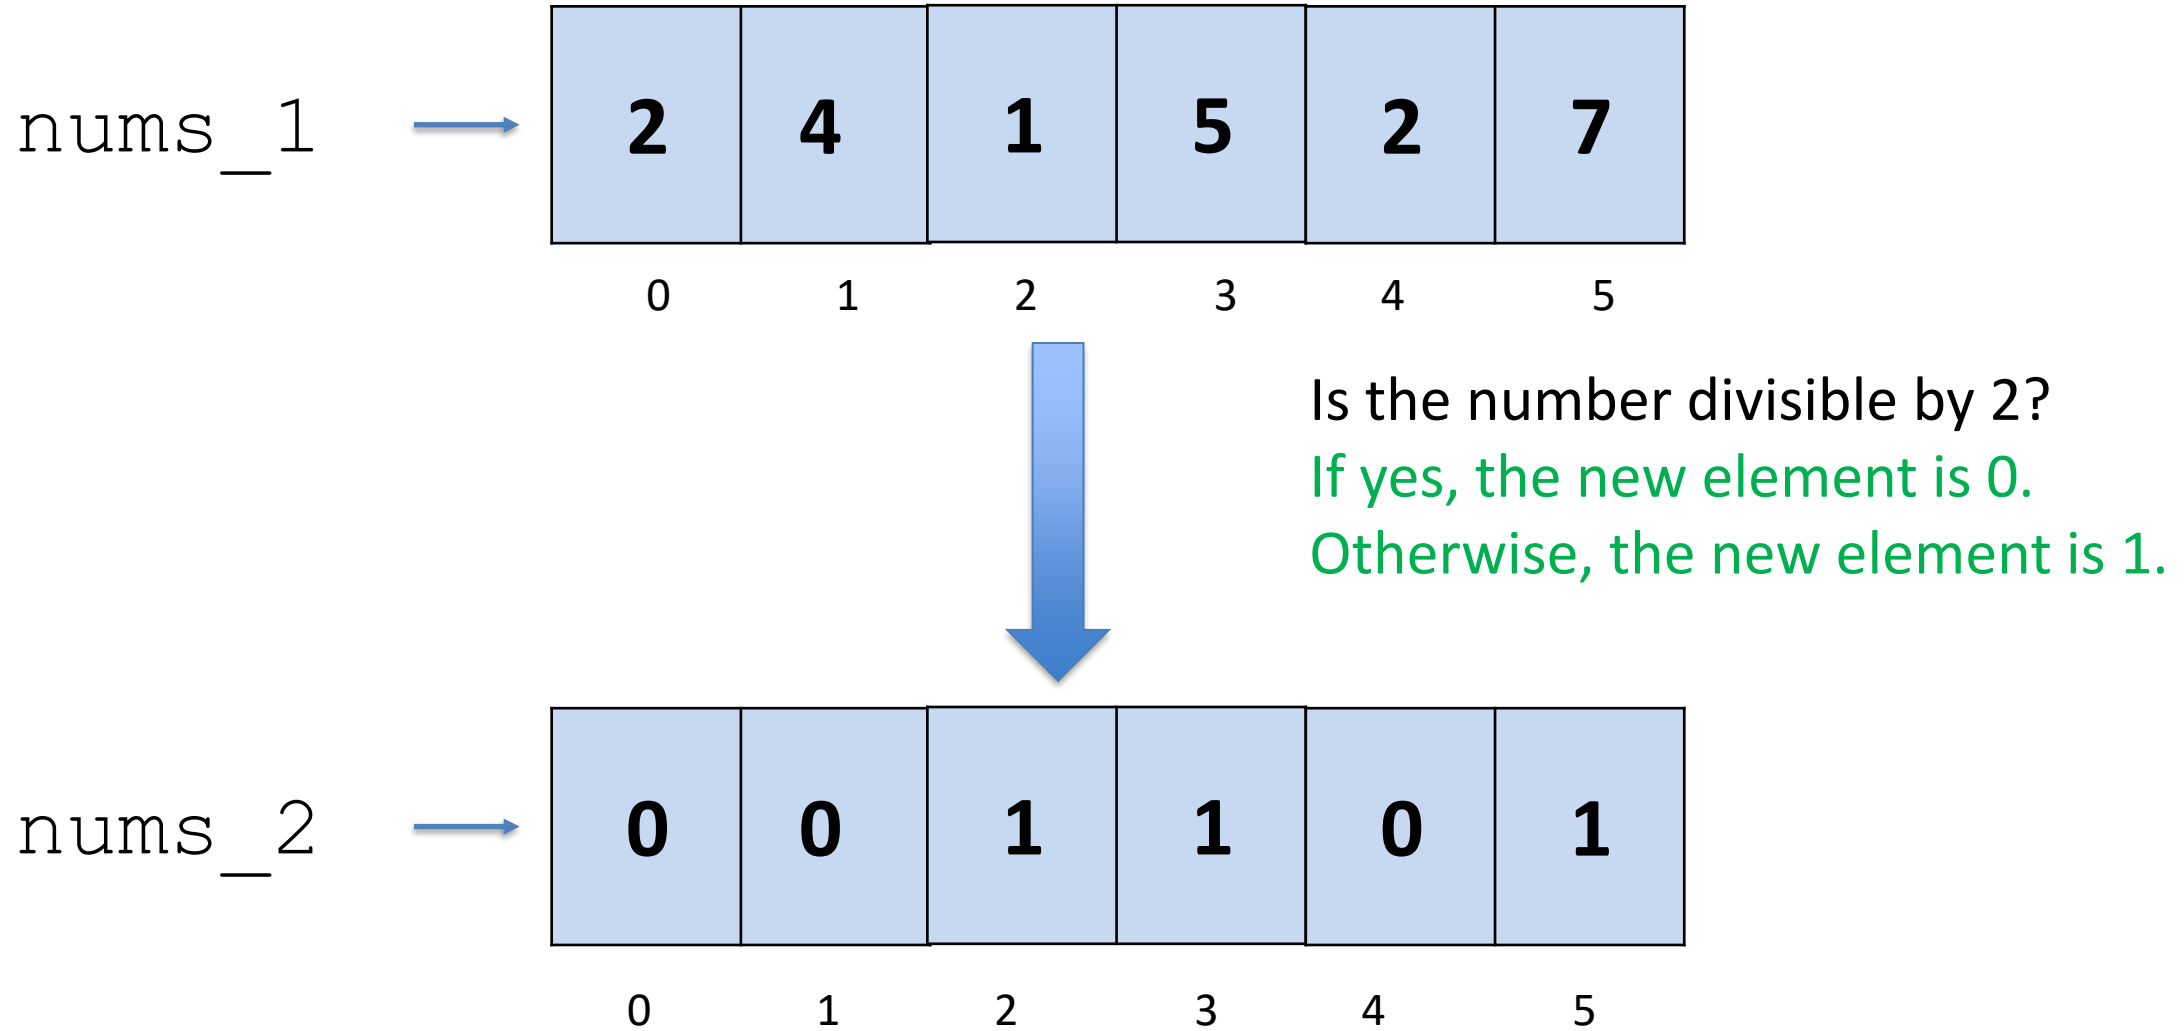 nums_1
2 4 1 5 2 7
0 1 2 3 4 5
Is the number divisible by 2?
If yes, the new element is 0.
Otherwise, the new element is 1.
nums_2
0 0 1 1 0 1
0 1 2 3 4 5